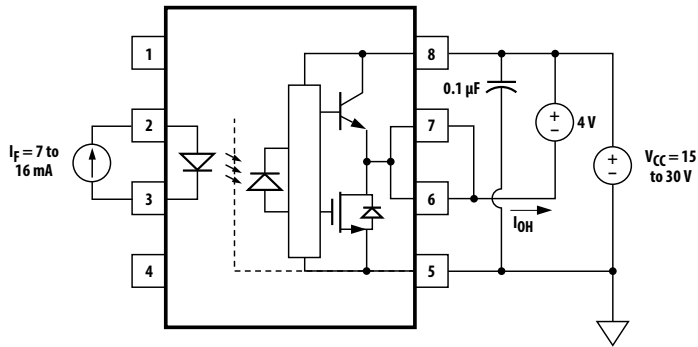 1
2
3
4
8
7
6
5
I_F = 7 to
16 mA
0.1 µF
+
−
4 V
I_OH
+
−
V_CC = 15
to 30 V